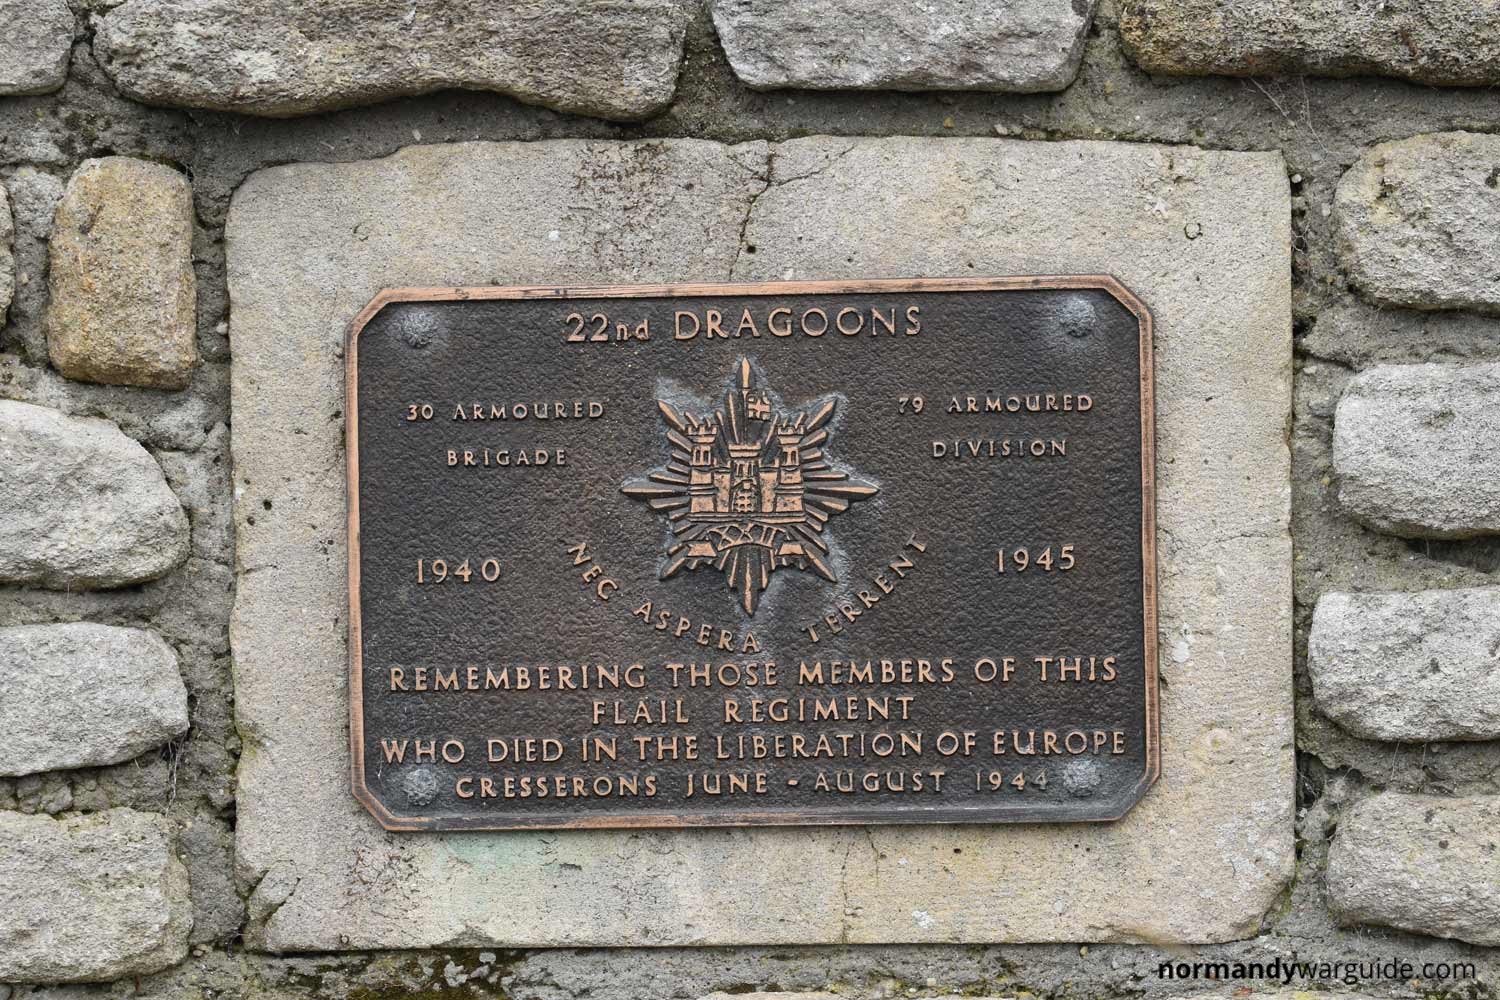 22nd DRAGOONS
30 ARMOURED
BRIGADE
79 ARMOURED
DIVISION
XXII
1940
1945
NEC ASPERA TERRENT
REMEMBERING THOSE MEMBERS OF THIS
FLAIL REGIMENT
WHO DIED IN THE LIBERATION OF EUROPE
CRESSERONS JUNE - AUGUST 1944
normandywarguide.com